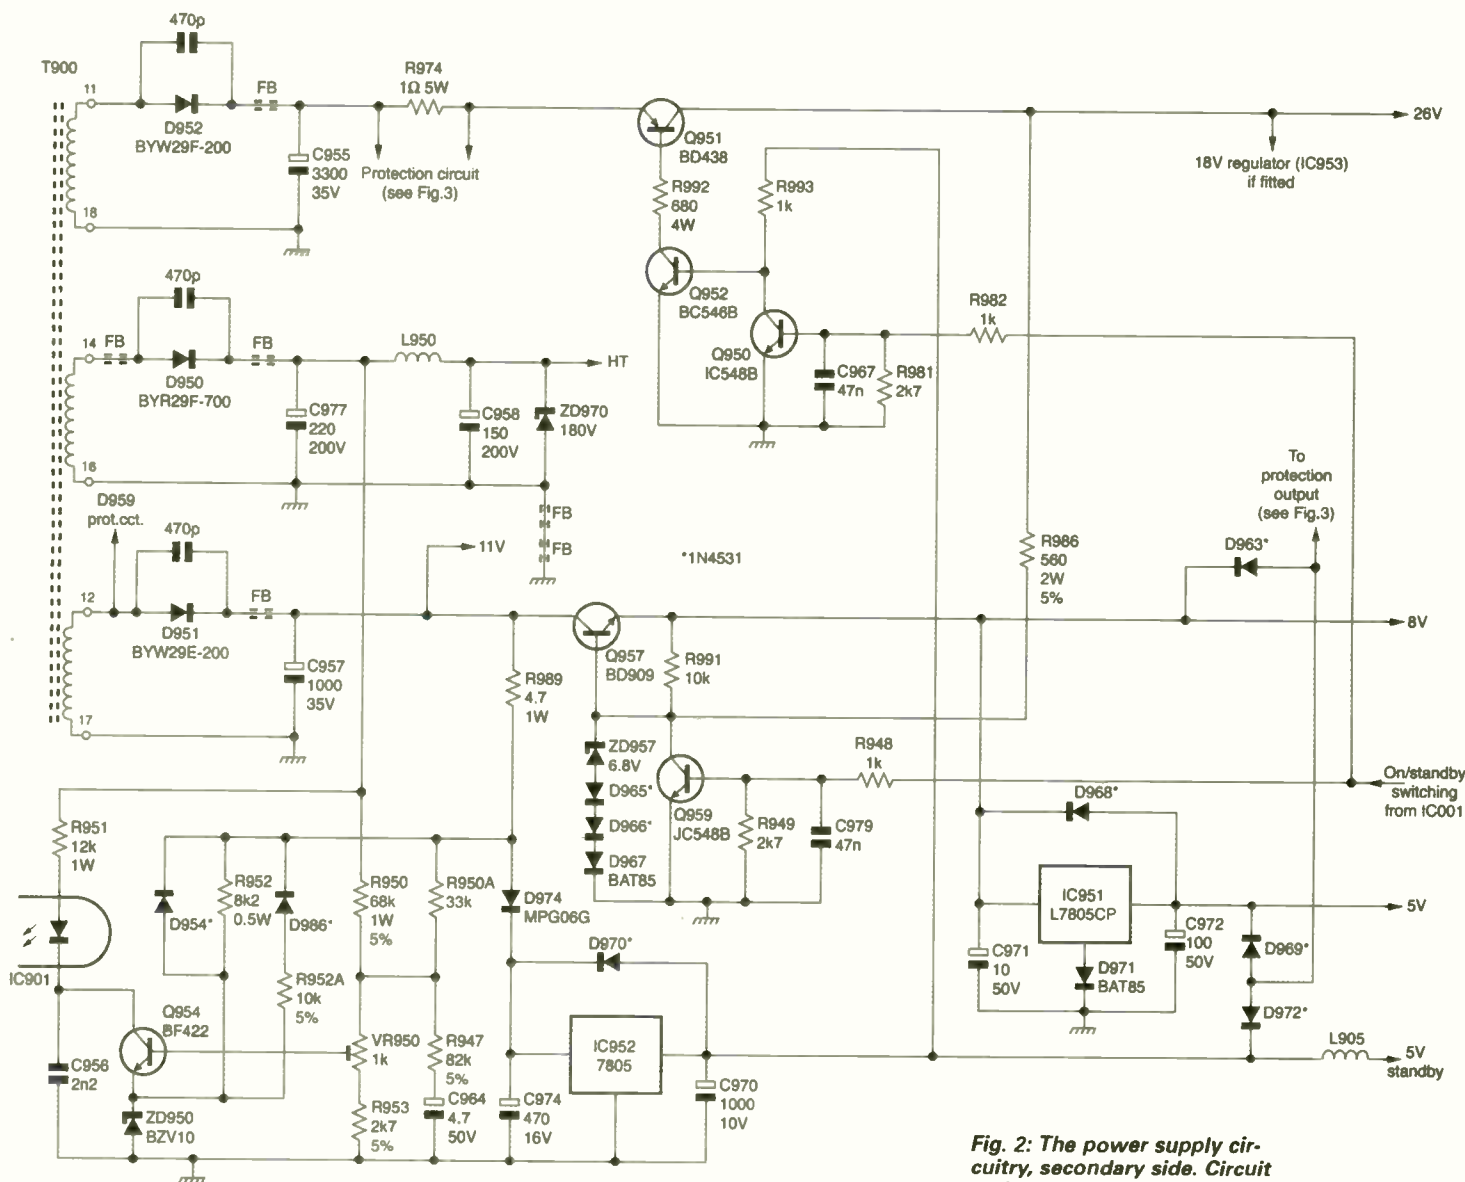 470p
T900
11
FB
R974
1Ω 5W
D952
BYW29F-200
C955
3300
35V
Protection circuit
(see Fig.3)
18
Q951
BD438
26V
18V regulator (IC953)
if fitted
R992
680
4W
R993
1k
Q952
BC546B
R982
1k
470p
14
FB
FB
L950
HT
D950
BYR29F-700
C977
220
200V
C958
150
200V
ZD970
180V
Q950
IC548B
C967
47n
R981
2k7
16
D959
prot.cct.
470p
FB
FB
11V
*1N4531
To
protection
output
(see Fig.3)
D963*
R986
560
2W
5%
12
FB
D951
BYW29E-200
C957
1000
35V
17
R989
4.7
1W
Q957
BD909
R991
10k
8V
ZD957
6.8V
D965*
D966*
D967
BAT85
Q959
JC548B
R948
1k
R949
2k7
C979
47n
On/standby
switching
from IC001
D968*
R951
12k
1W
IC901
D954*
R952
8k2
0.5W
D986*
R952A
10k
5%
R950
68k
1W
5%
R950A
33k
D974
MPG06G
D970*
IC951
L7805CP
C971
10
50V
D971
BAT85
C972
100
50V
D969*
D972*
5V
Q954
BF422
C956
2n2
ZD950
BZV10
VR950
1k
R953
2k7
5%
R947
82k
5%
C964
4.7
50V
C974
470
16V
IC952
7805
C970
1000
10V
L905
5V
standby
Fig. 2: The power supply cir-
cuitry, secondary side. Circuit